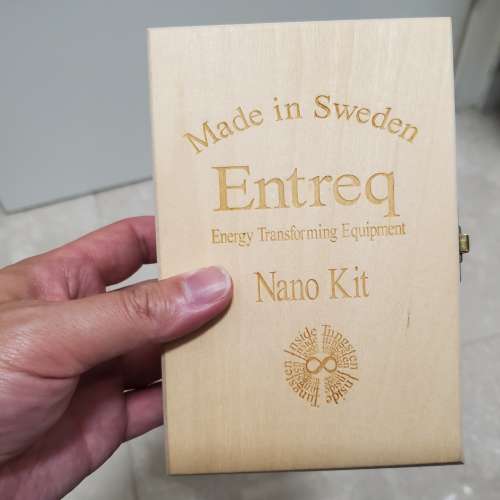 Made in Sweden
Entreq
Energy Transforming Equipment
Nano Kit
Inside Tungsten Inside Tungsten